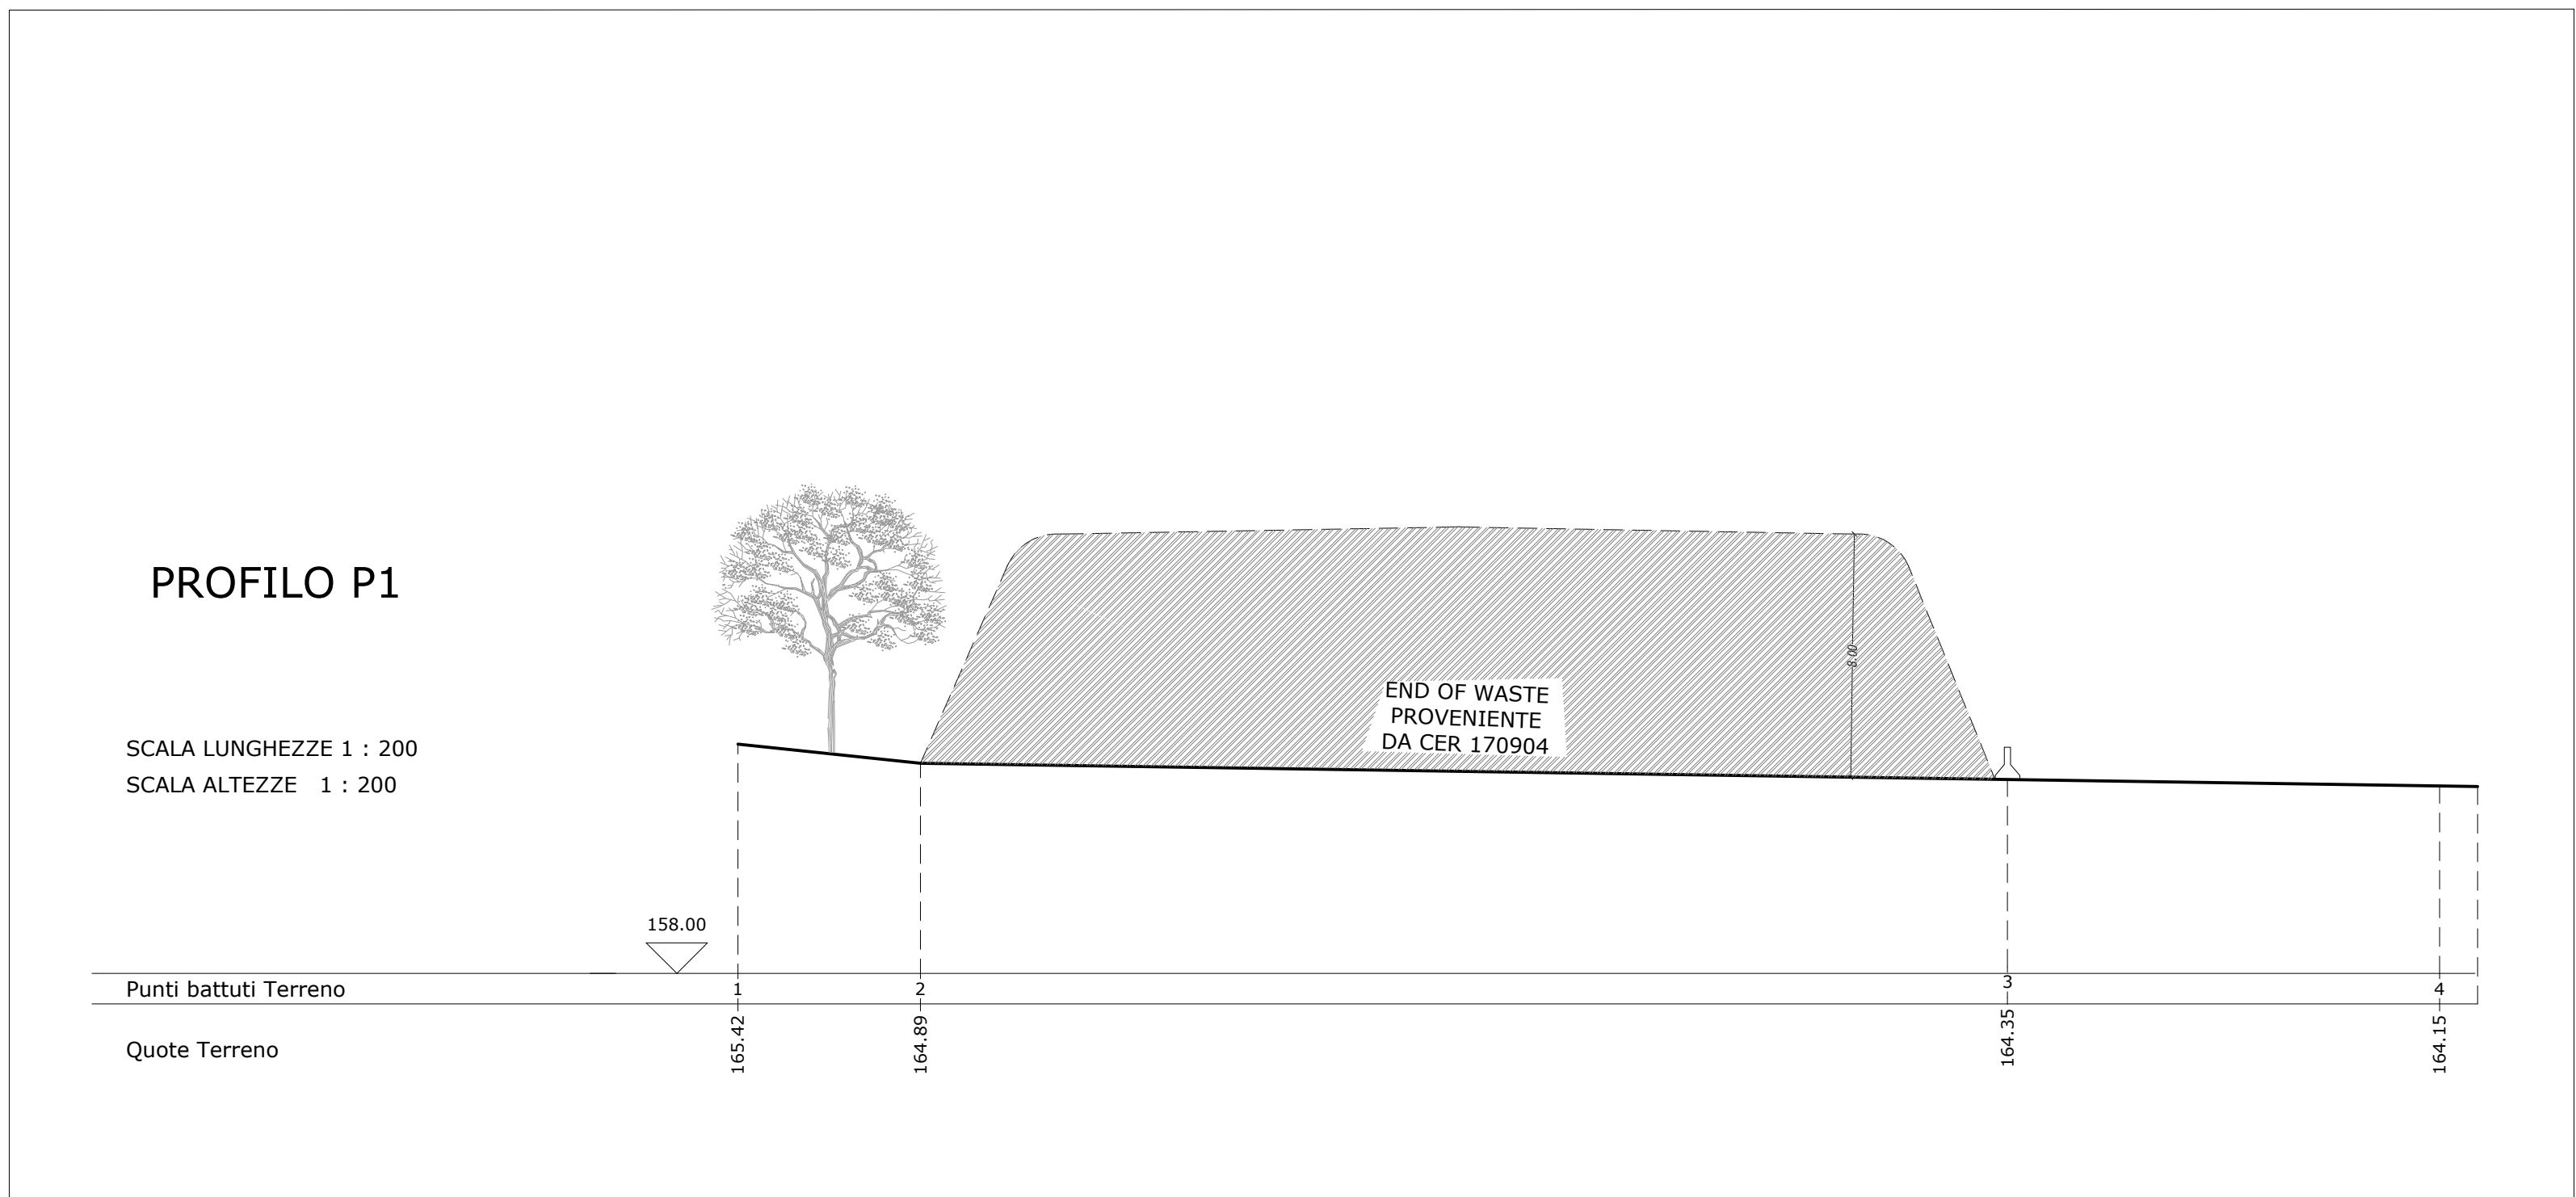 PROFILO P1
8.00
END OF WASTE
PROVENIENTE
DA CER 170904
SCALA LUNGHEZZE 1 : 200
SCALA ALTEZZE 1 : 200
158.00
Punti battuti Terreno 1 2 3 4
Quote Terreno 165.42 164.89 164.35 164.15